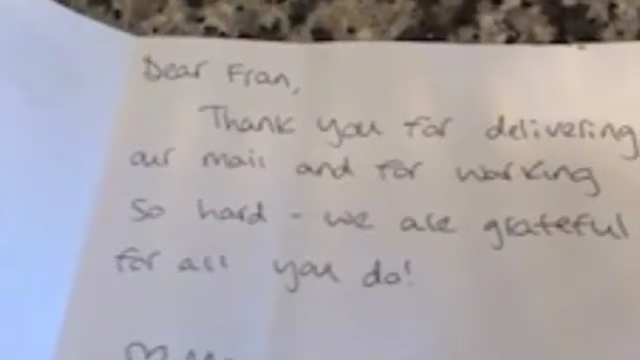 Dear Fran,
Thank you for delivering
our mail and for working
so hard - we are grateful
for all you do!